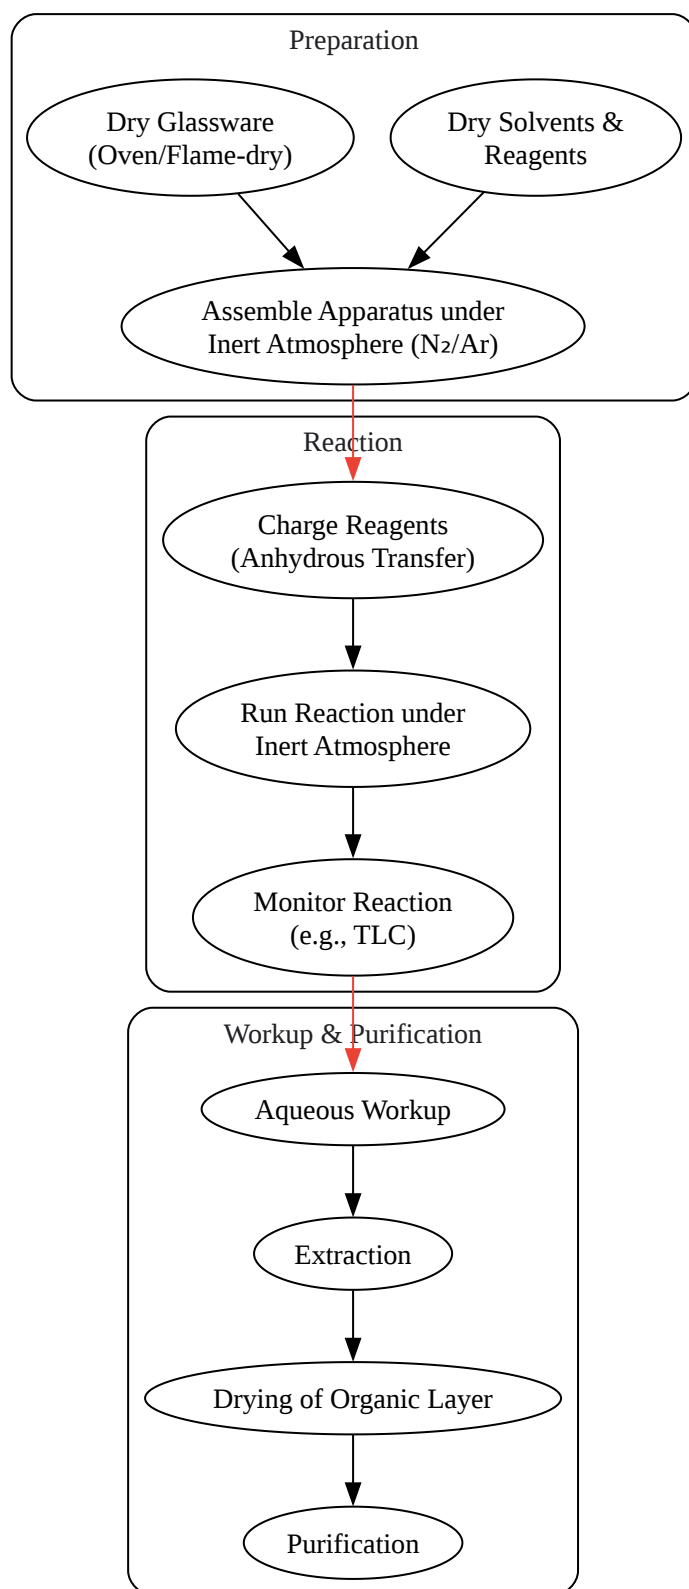 Preparation
Dry Glassware
(Oven/Flame-dry)
Dry Solvents &
Reagents
Assemble Apparatus under
Inert Atmosphere (N₂/Ar)
Reaction
Charge Reagents
(Anhydrous Transfer)
Run Reaction under
Inert Atmosphere
Monitor Reaction
(e.g., TLC)
Workup & Purification
Aqueous Workup
Extraction
Drying of Organic Layer
Purification